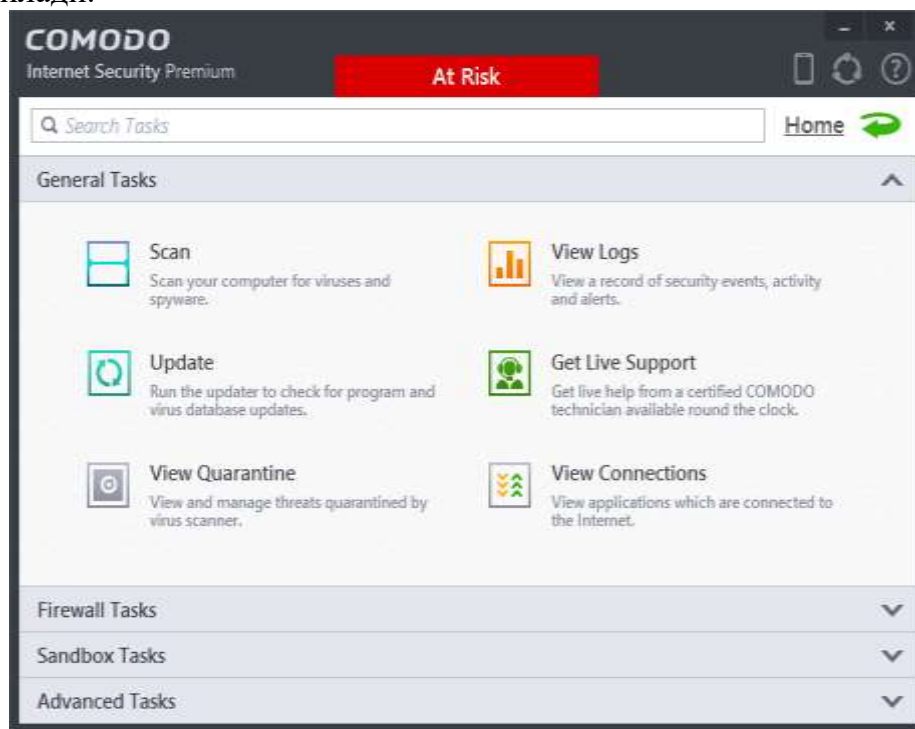 COMODO
Internet Security Premium
At Risk
Search Tasks
Home
General Tasks
Scan
Scan your computer for viruses and
spyware.
View Logs
View a record of security events, activity
and alerts.
Update
Run the updater to check for program and
virus database updates.
Get Live Support
Get live help from a certified COMODO
technician available round the clock.
View Quarantine
View and manage threats quarantined by
virus scanner.
View Connections
View applications which are connected to
the Internet.
Firewall Tasks
Sandbox Tasks
Advanced Tasks